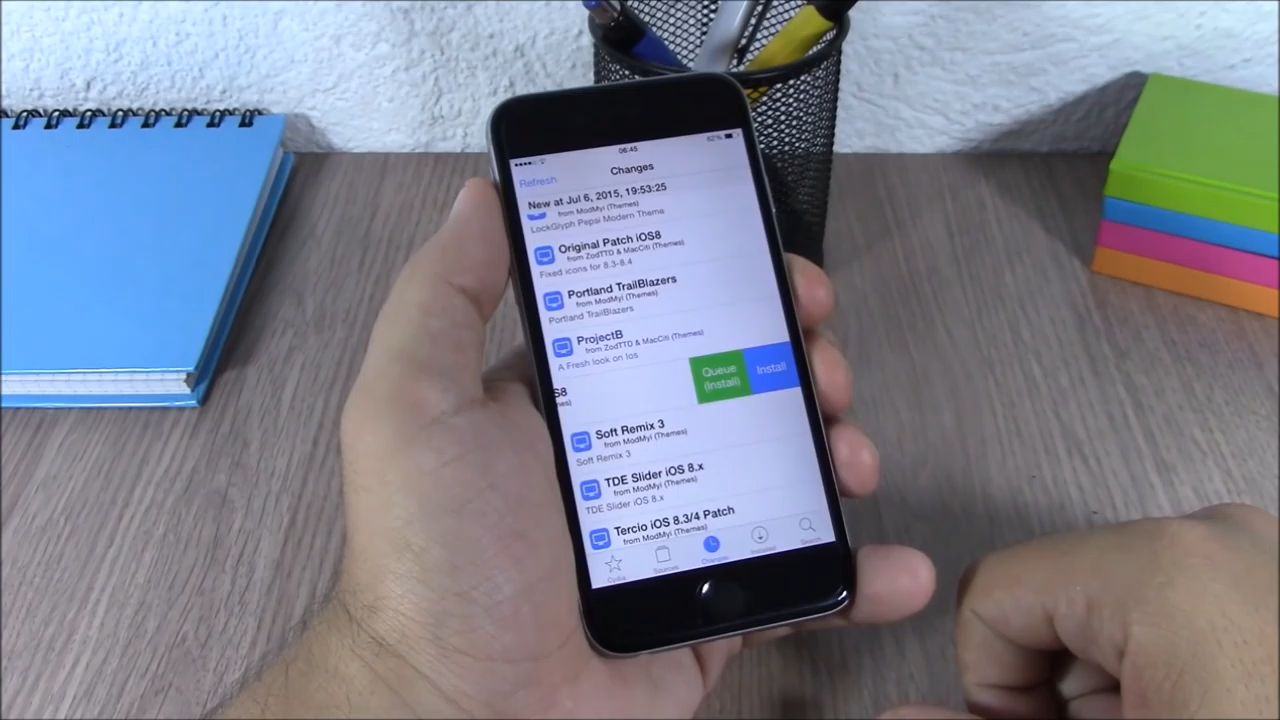 06:45
62%
Refresh
Changes
New at Jul 6, 2015, 19:53:25
from ModMyi (Themes)
LockGlyph Pepsi Modern Theme
Original Patch iOS8
from ZodTTD & MacCiti (Themes)
Fixed icons for 8.3-8.4
Portland TrailBlazers
from ModMyi (Themes)
Portland TrailBlazers
ProjectB
from ZodTTD & MacCiti (Themes)
A Fresh look on Ios
S8
nes)
Queue
(Install)
Install
Soft Remix 3
from ModMyi (Themes)
Soft Remix 3
TDE Slider iOS 8.x
from ModMyi (Themes)
TDE Slider iOS 8.x
Tercio iOS 8.3/4 Patch
from ModMyi (Themes)
Cydia
Sources
Changes
Installed
Search